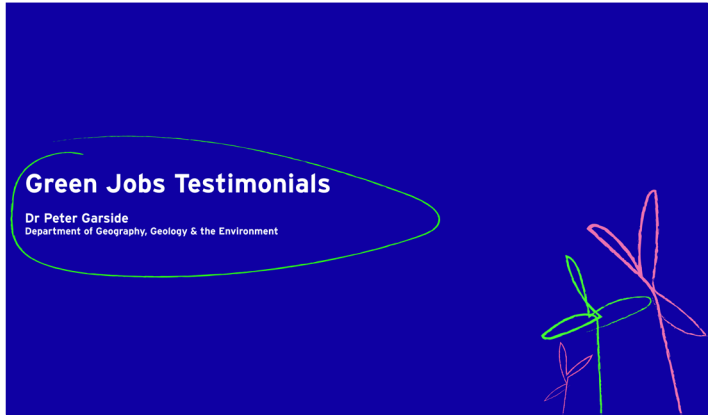 Green Jobs Testimonials
Dr Peter Garside
Department of Geography, Geology & the Environment